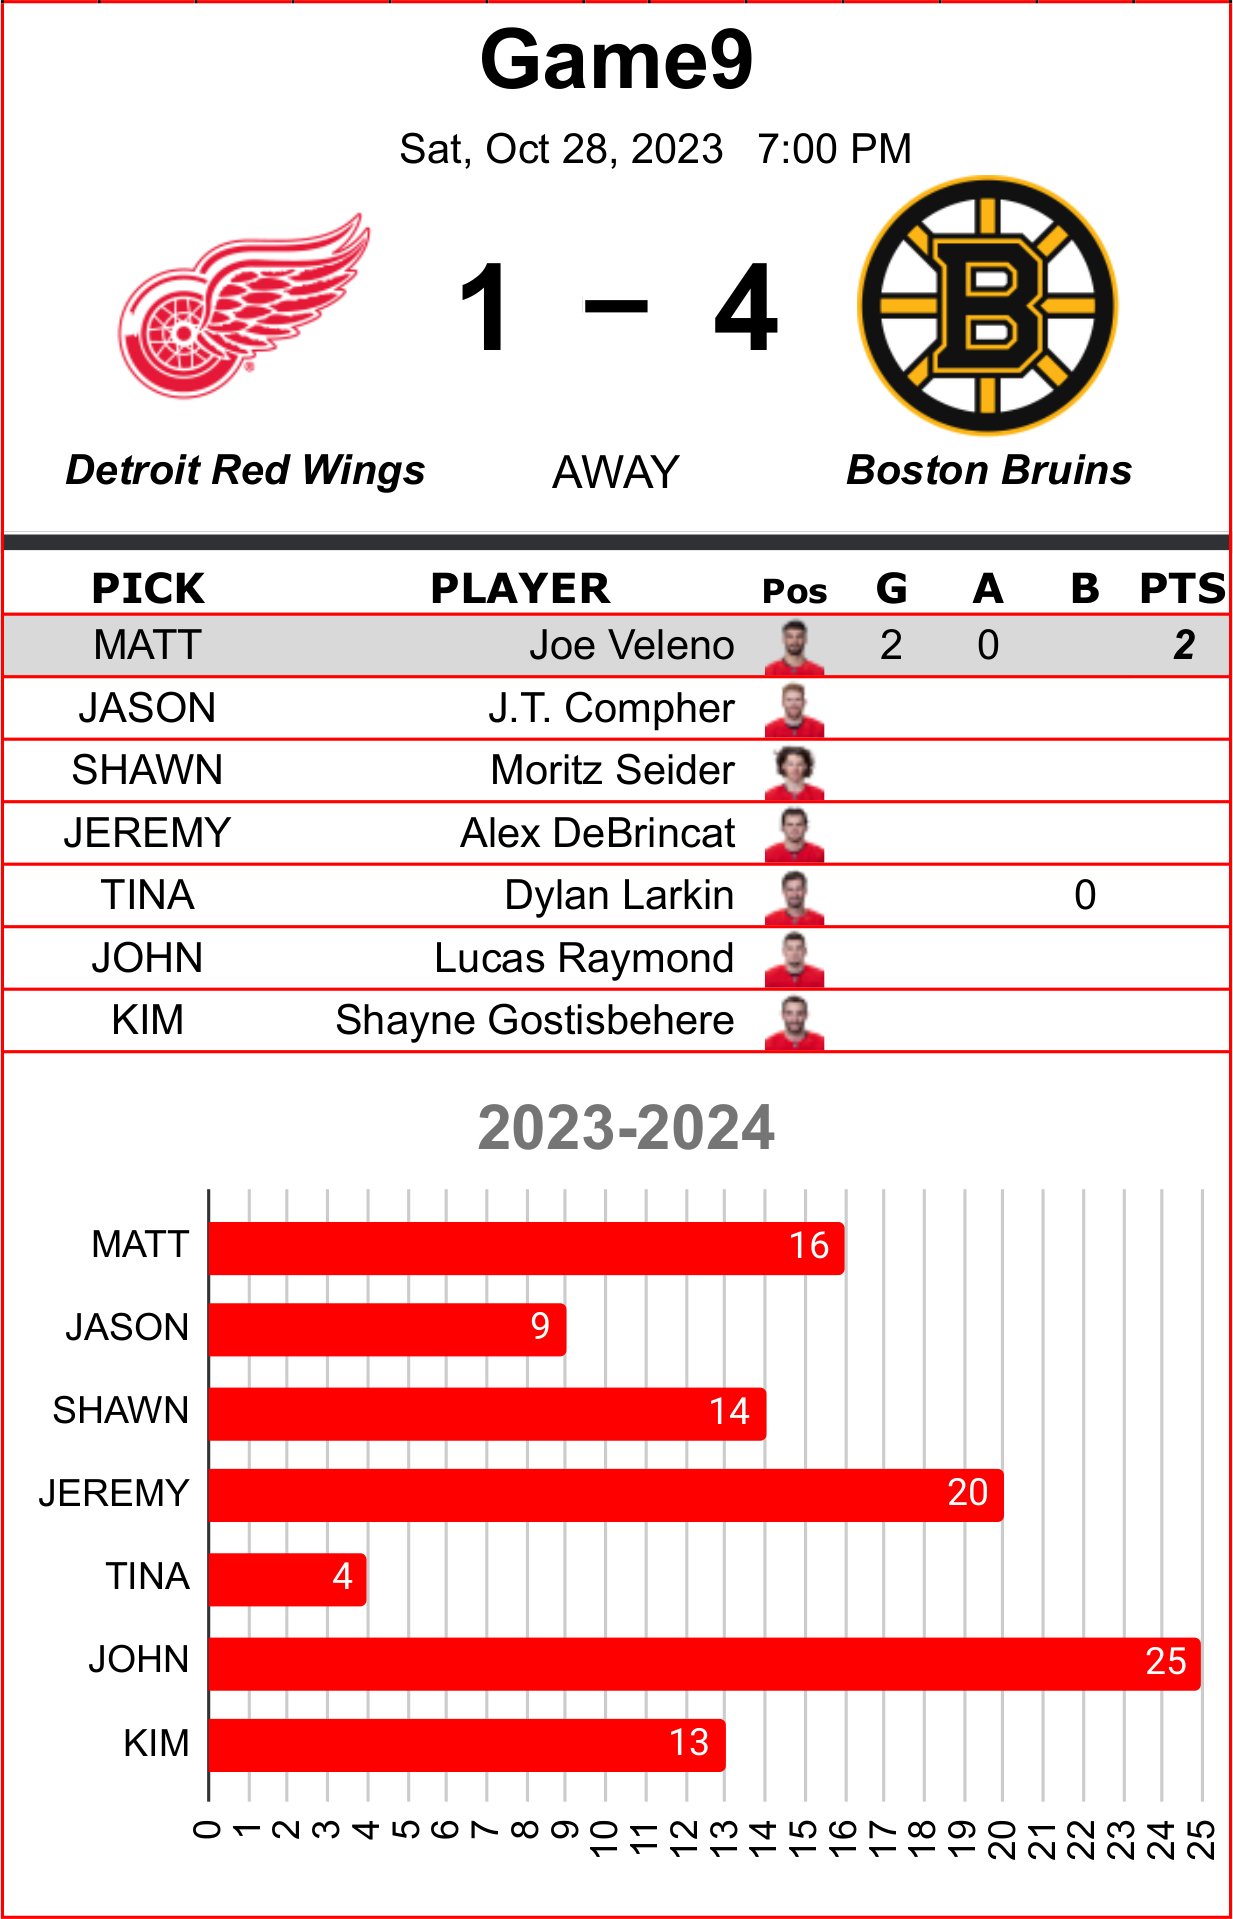 Game9
Sat, Oct 28, 2023 7:00 PM
1 – 4
B
Detroit Red Wings AWAY Boston Bruins
PICK PLAYER Pos G A B PTS
MATT Joe Veleno 2 0 2
JASON J.T. Compher
SHAWN Moritz Seider
JEREMY Alex DeBrincat
TINA Dylan Larkin 0
JOHN Lucas Raymond
KIM Shayne Gostisbehere
2023-2024
MATT 16
JASON 9
SHAWN 14
JEREMY 20
TINA 4
JOHN 25
KIM 13
0 1 2 3 4 5 6 7 8 9 10 11 12 13 14 15 16 17 18 19 20 21 22 23 24 25